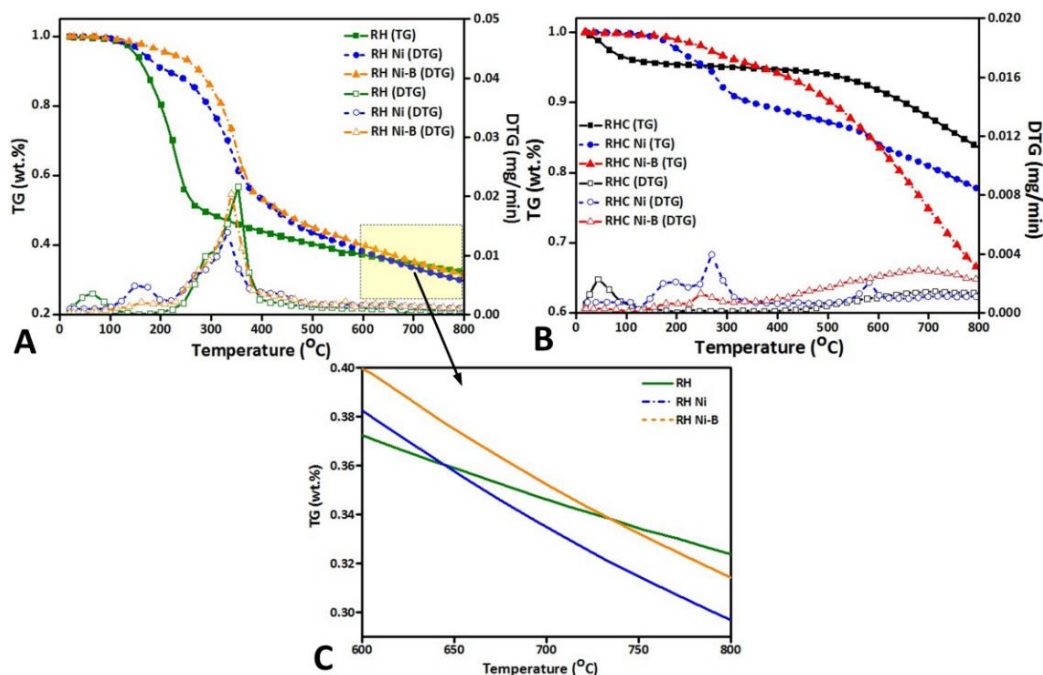 1.0
0.8
0.6
0.4
0.2
TG (wt.%)
RH (TG)
RH Ni (DTG)
RH Ni-B (DTG)
RH (DTG)
RH Ni (DTG)
RH Ni-B (DTG)
0.05
0.04
0.03
0.02
0.01
0.00
DTG (mg/min)
0 100 200 300 400 500 600 700 800
Temperature (OC)
A
1.0
0.9
0.8
0.7
0.6
TG (wt.%)
RHC (TG)
RHC Ni (TG)
RHC Ni-B (TG)
RHC (DTG)
RHC Ni (DTG)
RHC Ni-B (DTG)
0.020
0.016
0.012
0.008
0.004
0.000
DTG (mg/min)
0 100 200 300 400 500 600 700 800
Temperature (OC)
B
0.40
0.38
0.36
0.34
0.32
0.30
TG (wt.%)
RH
RH Ni
RH Ni-B
600 650 700 750 800
Temperature (OC)
C